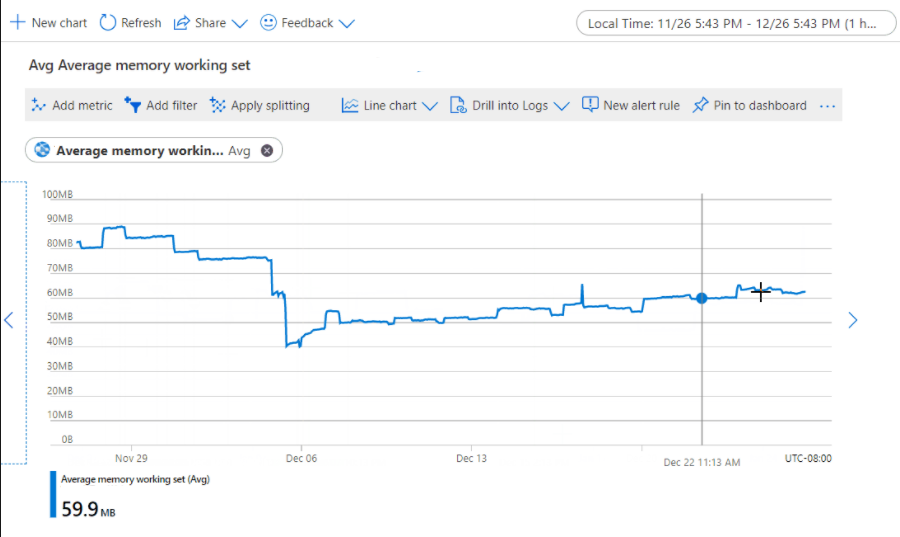 New chart Refresh Share Feedback Local Time: 11/26 5:43 PM - 12/26 5:43 PM (1 h...
Avg Average memory working set
Add metric Add filter Apply splitting Line chart Drill into Logs New alert rule Pin to dashboard ...
Average memory workin... Avg
100MB
90MB
80MB
70MB
60MB
50MB
40MB
30MB
20MB
10MB
0B
Nov 29 Dec 06 Dec 13 Dec 22 11:13 AM UTC-08:00
Average memory working set (Avg)
59.9 MB